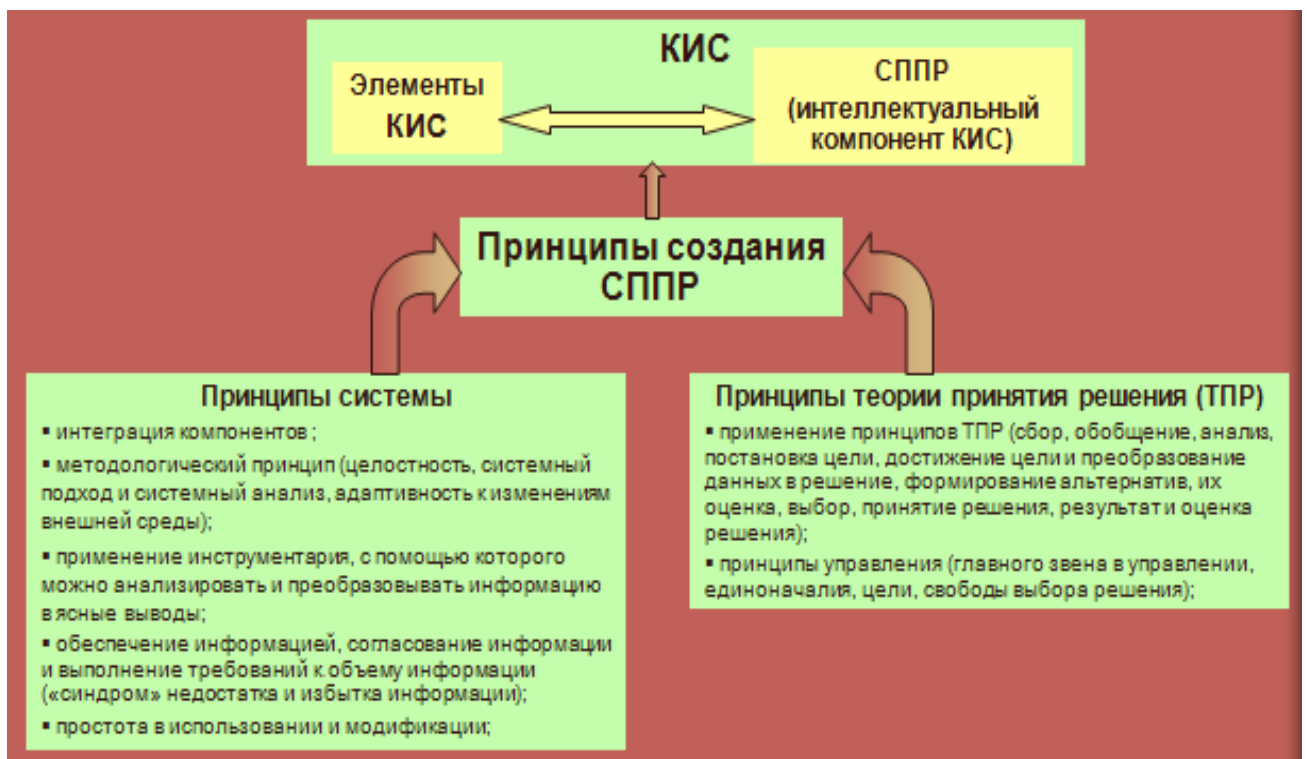 КИС
Элементы
КИС
СППР
(интеллектуальный
компонент КИС)
Принципы создания
СППР
Принципы системы
▪ интеграция компонентов;
▪ методологический принцип (целостность, системный
подход и системный анализ, адаптивность к изменениям
внешней среды);
▪ применение инструментария, с помощью которого
можно анализировать и преобразовывать информацию
в ясные выводы;
▪ обеспечение информацией, согласование информации
и выполнение требований к объему информации
(«синдром» недостатка и избытка информации);
▪ простота в использовании и модификации;
Принципы теории принятия решения (ТПР)
▪ применение принципов ТПР (сбор, обобщение, анализ,
постановка цели, достижение цели и преобразование
данных в решение, формирование альтернатив, их
оценка, выбор, принятие решения, результат и оценка
решения);
▪ принципы управления (главного звена в управлении,
единоначалия, цели, свободы выбора решения);